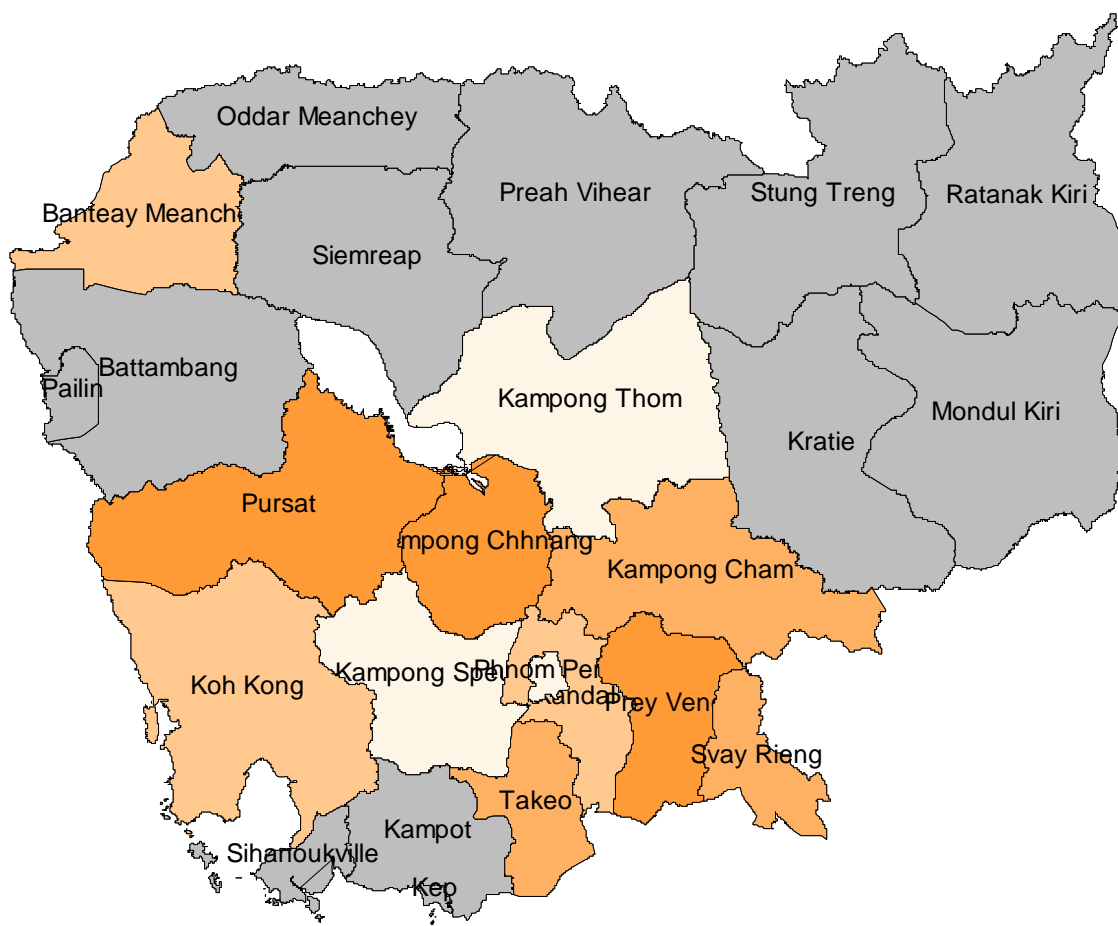 Oddar Meanchey
Preah Vihear
Stung Treng
Ratanak Kiri
Banteay Meanch
Siemreap
Battambang
Pailin
Kampong Thom
Mondul Kiri
Kratie
Pursat
mpong Chhnang
Kampong Cham
Kampong Spe
Phnom Pen
andal
Prey Ven
Koh Kong
Svay Rieng
Takeo
Kampot
Sihanoukville
Kep